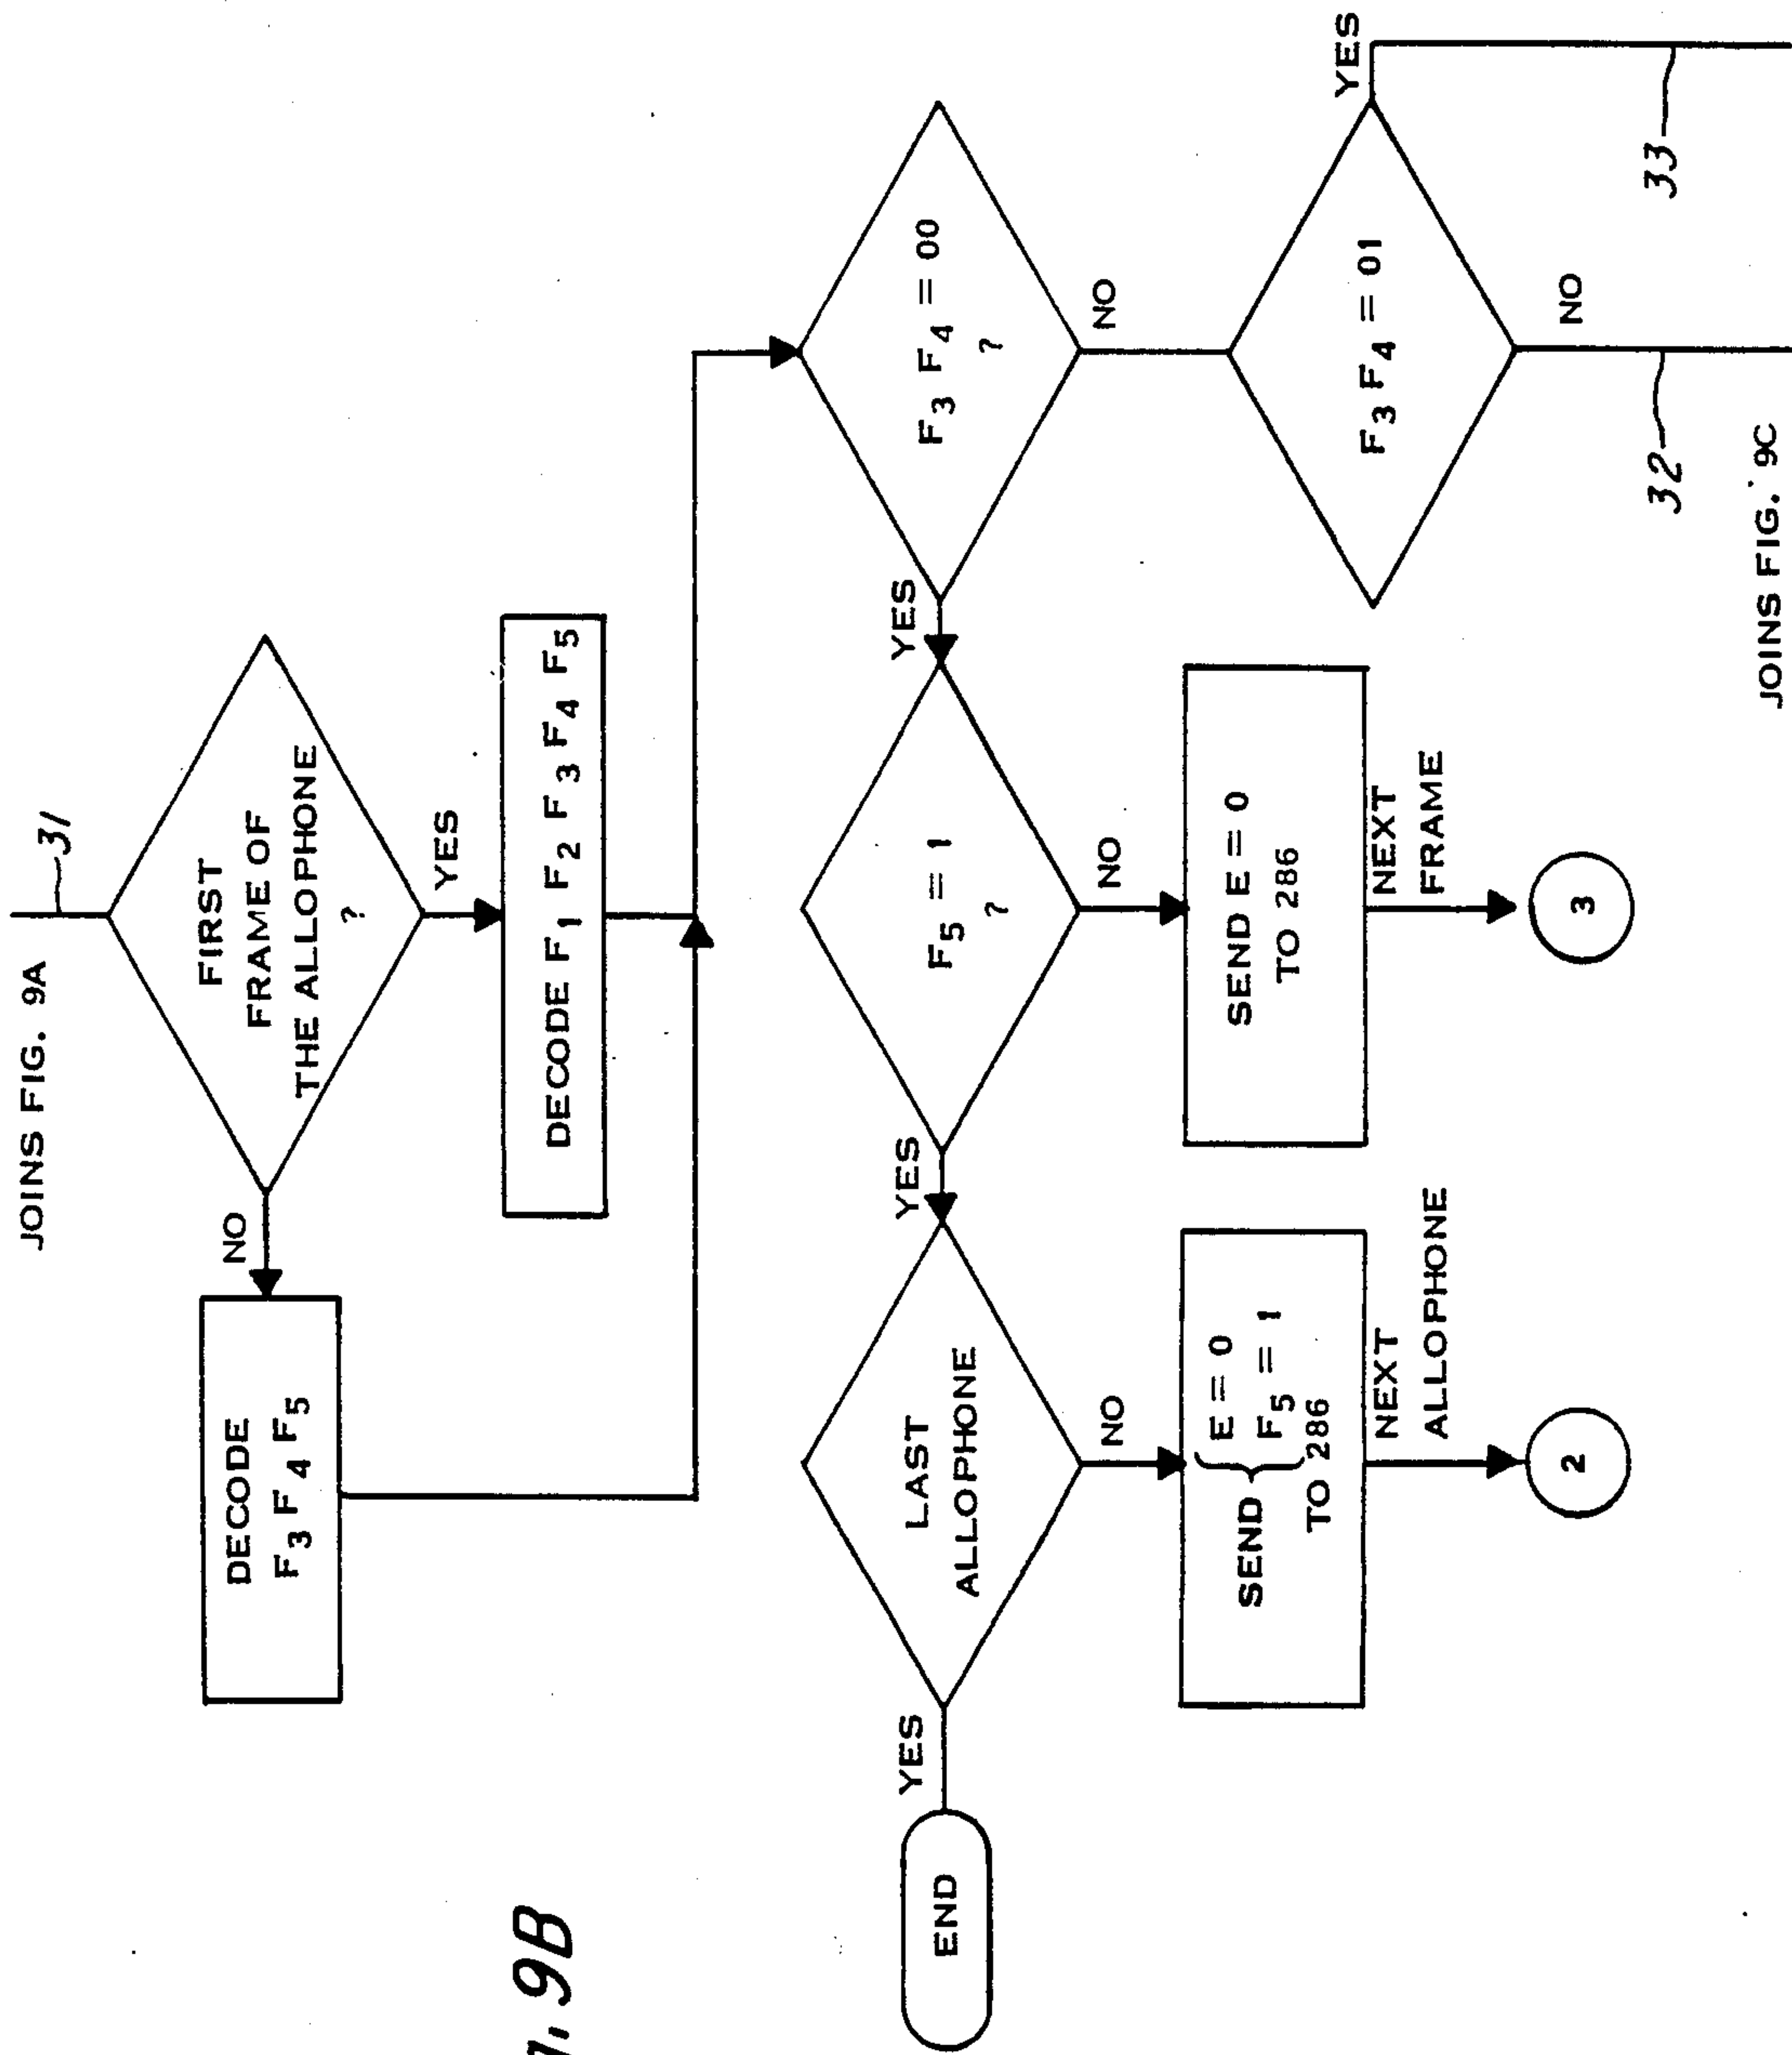 JOINS FIG. 9A
31
FIRST
FRAME OF
THE ALLOPHONE
?
NO
YES
DECODE
F3 F4 F5
DECODE F1 F2 F3 F4 F5
F3 F4 = 00
?
YES
NO
F5 = 1
?
YES
NO
LAST
ALLOPHONE
YES
NO
END
SEND { E = 0
F5 = 1
TO 286
NEXT
ALLOPHONE
2
SEND E = 0
TO 286
NEXT
FRAME
3
F3 F4 = 01
YES
NO
32
33
JOINS FIG. 9C
9B